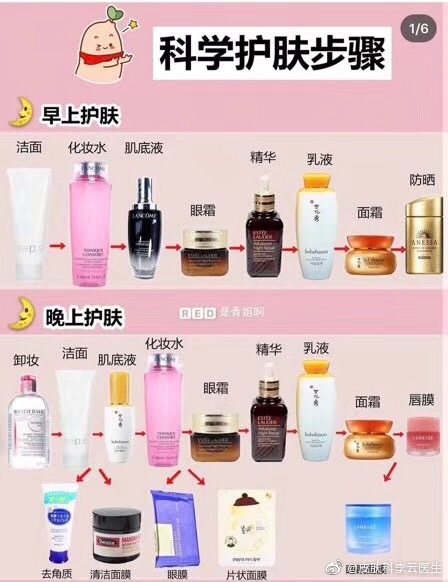 1/6
科学护肤步骤
早上护肤
洁面
化妆水
肌底液
眼霜
精华
乳液
面霜
防晒
LANCÔME
TONIQUE
CONFORT
ESTĒE
LAUDER
Advanced
Night Repair
Sulwhasoo
ANESSA
晚上护肤
RED 是青姐啊
卸妆
洁面
肌底液
化妆水
眼霜
精华
乳液
面霜
唇膜
BIODERMA
Sulwhasoo
TONIQUE
CONFORT
ESTĒE
LAUDER
Sulwhasoo
LANEIGE
papa recipe
LANEIGE
去角质
清洁面膜
眼膜
片状面膜
@皮肤科李云医生